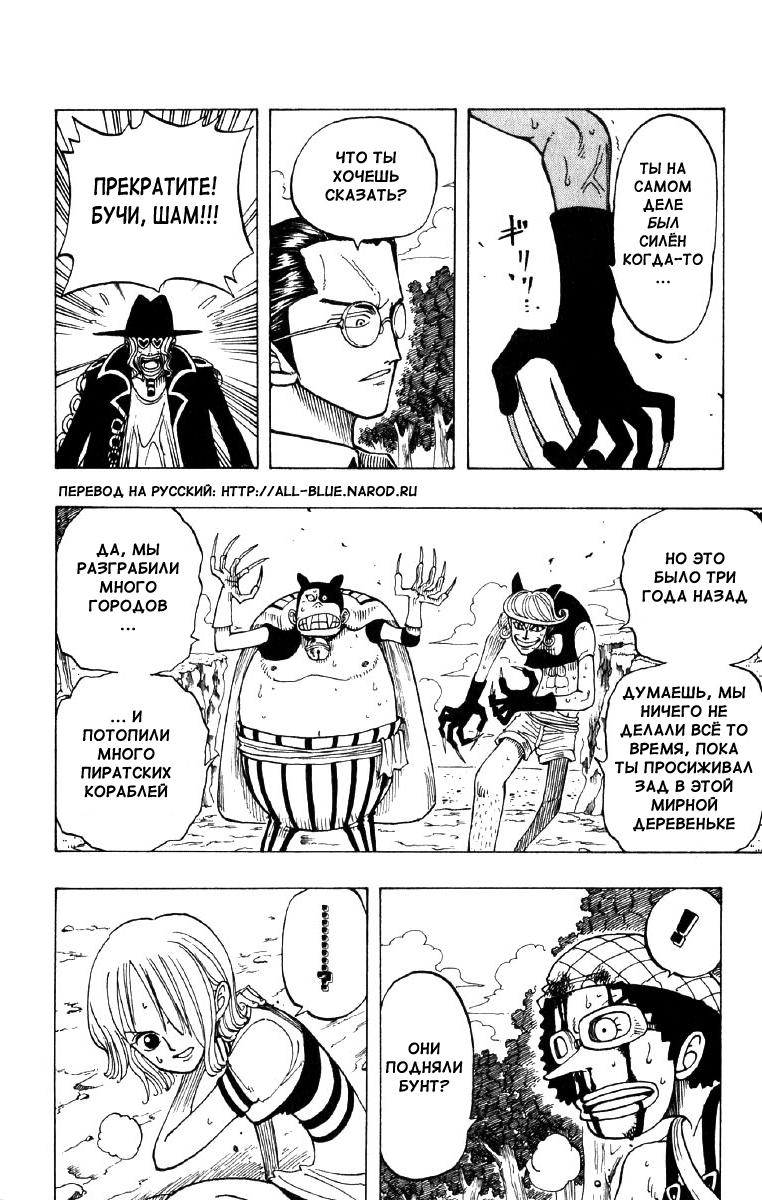 ТЫ НА
САМОМ
ДЕЛЕ
БЫЛ
СИЛЁН
КОГДА-ТО
...
ギ
リ
...
ЧТО ТЫ
ХОЧЕШЬ
СКАЗАТЬ?
ПРЕКРАТИТЕ!
БУЧИ, ШАМ!!!
ПЕРЕВОД НА РУССКИЙ: HTTP://ALL-BLUE.NAROD.RU
НО ЭТО
БЫЛО ТРИ
ГОДА НАЗАД
ДУМАЕШЬ, МЫ
НИЧЕГО НЕ
ДЕЛАЛИ ВСЁ ТО
ВРЕМЯ, ПОКА
ТЫ ПРОСИЖИВАЛ
ЗАД В ЭТОЙ
МИРНОЙ
ДЕРЕВЕНЬКЕ
ДА, МЫ
РАЗГРАБИЛИ
МНОГО
ГОРОДОВ
...
... И
ПОТОПИЛИ
МНОГО
ПИРАТСКИХ
КОРАБЛЕЙ
!
ОНИ
ПОДНЯЛИ
БУНТ?
.........?